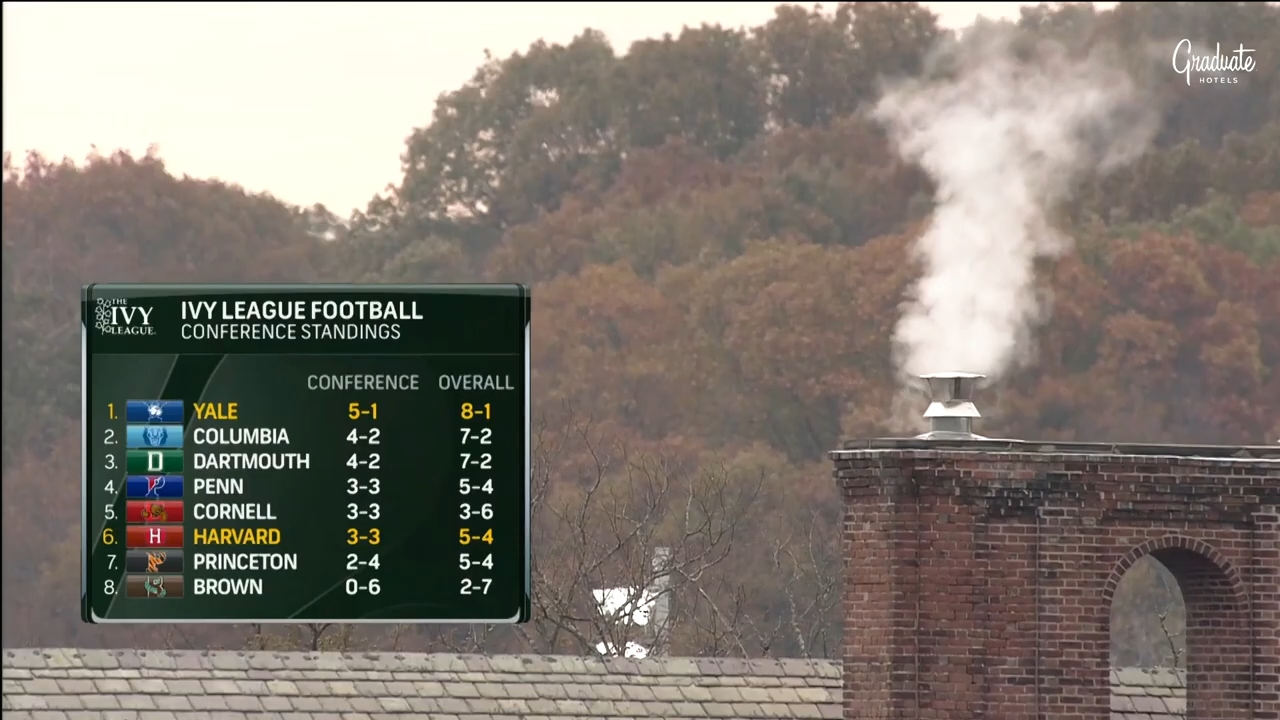 Graduate
HOTELS
THE
IVY
LEAGUE
IVY LEAGUE FOOTBALL
CONFERENCE STANDINGS
CONFERENCE OVERALL
1. YALE 5-1 8-1
2. COLUMBIA 4-2 7-2
3. D DARTMOUTH 4-2 7-2
4. P PENN 3-3 5-4
5. CORNELL 3-3 3-6
6. H HARVARD 3-3 5-4
7. PRINCETON 2-4 5-4
8. BROWN 0-6 2-7